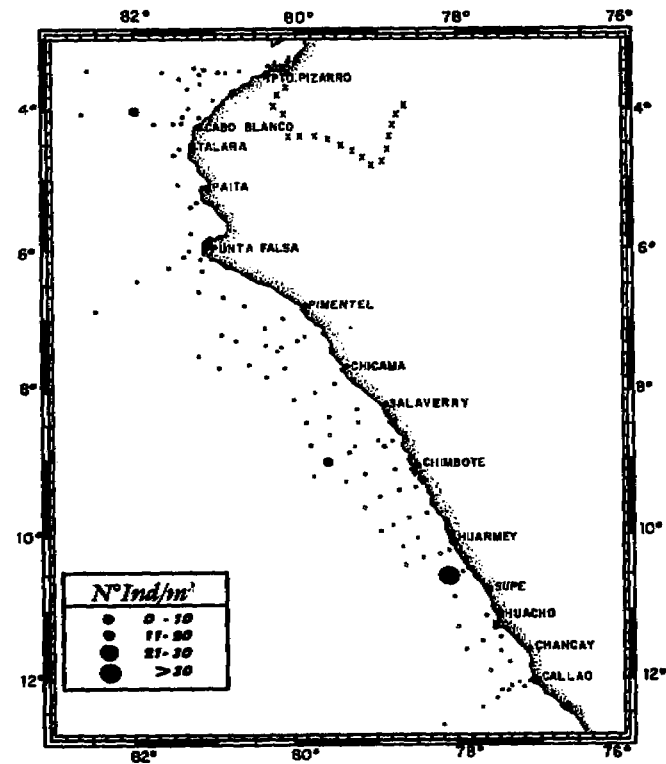 82° 80° 78° 76°
PTO.PIZARRO
4° 4°
CABO BLANCO
TALARA
PAITA
UNTA FALSA
6° 6°
PIMENTEL
CHICAMA
8° 8°
SALAVERRY
CHIMBOTE
10° 10°
HUARMEY
SUPE
HUACHO
CHANCAY
CALLAO
12° 12°
N°Ind/m³
0 - 10
11- 20
21- 30
>30
82° 80° 78° 76°